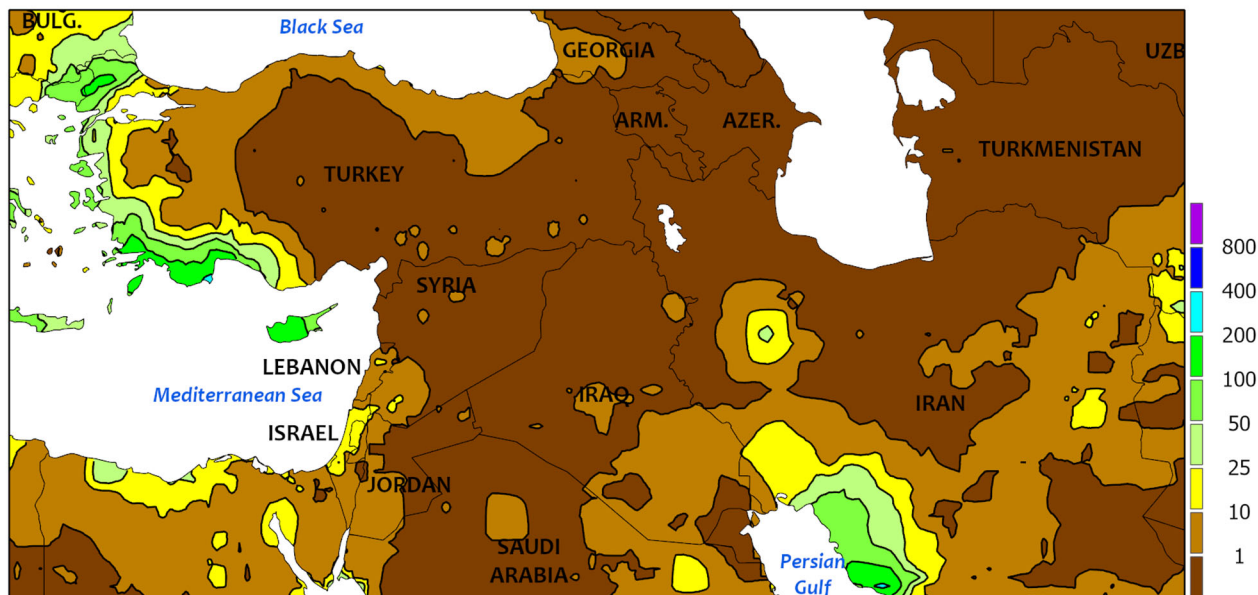 BULG.
Black Sea
GEORGIA
UZB
ARM.
AZER.
TURKMENISTAN
TURKEY
SYRIA
LEBANON
Mediterranean Sea
IRAQ
IRAN
ISRAEL
JORDAN
SAUDI
ARABIA
Persian
Gulf
800
400
200
100
50
25
10
1